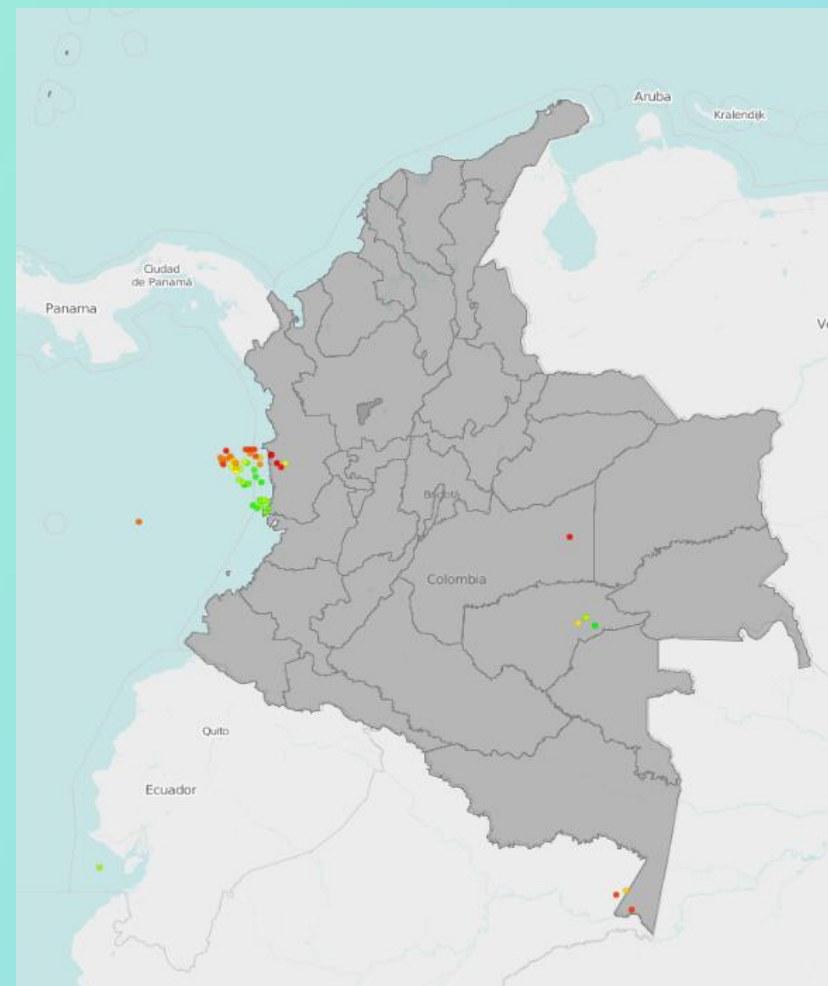 Aruba
Kralendijk
Ciudad
de Panamá
Panama
Bogotá
Colombia
Quito
Ecuador